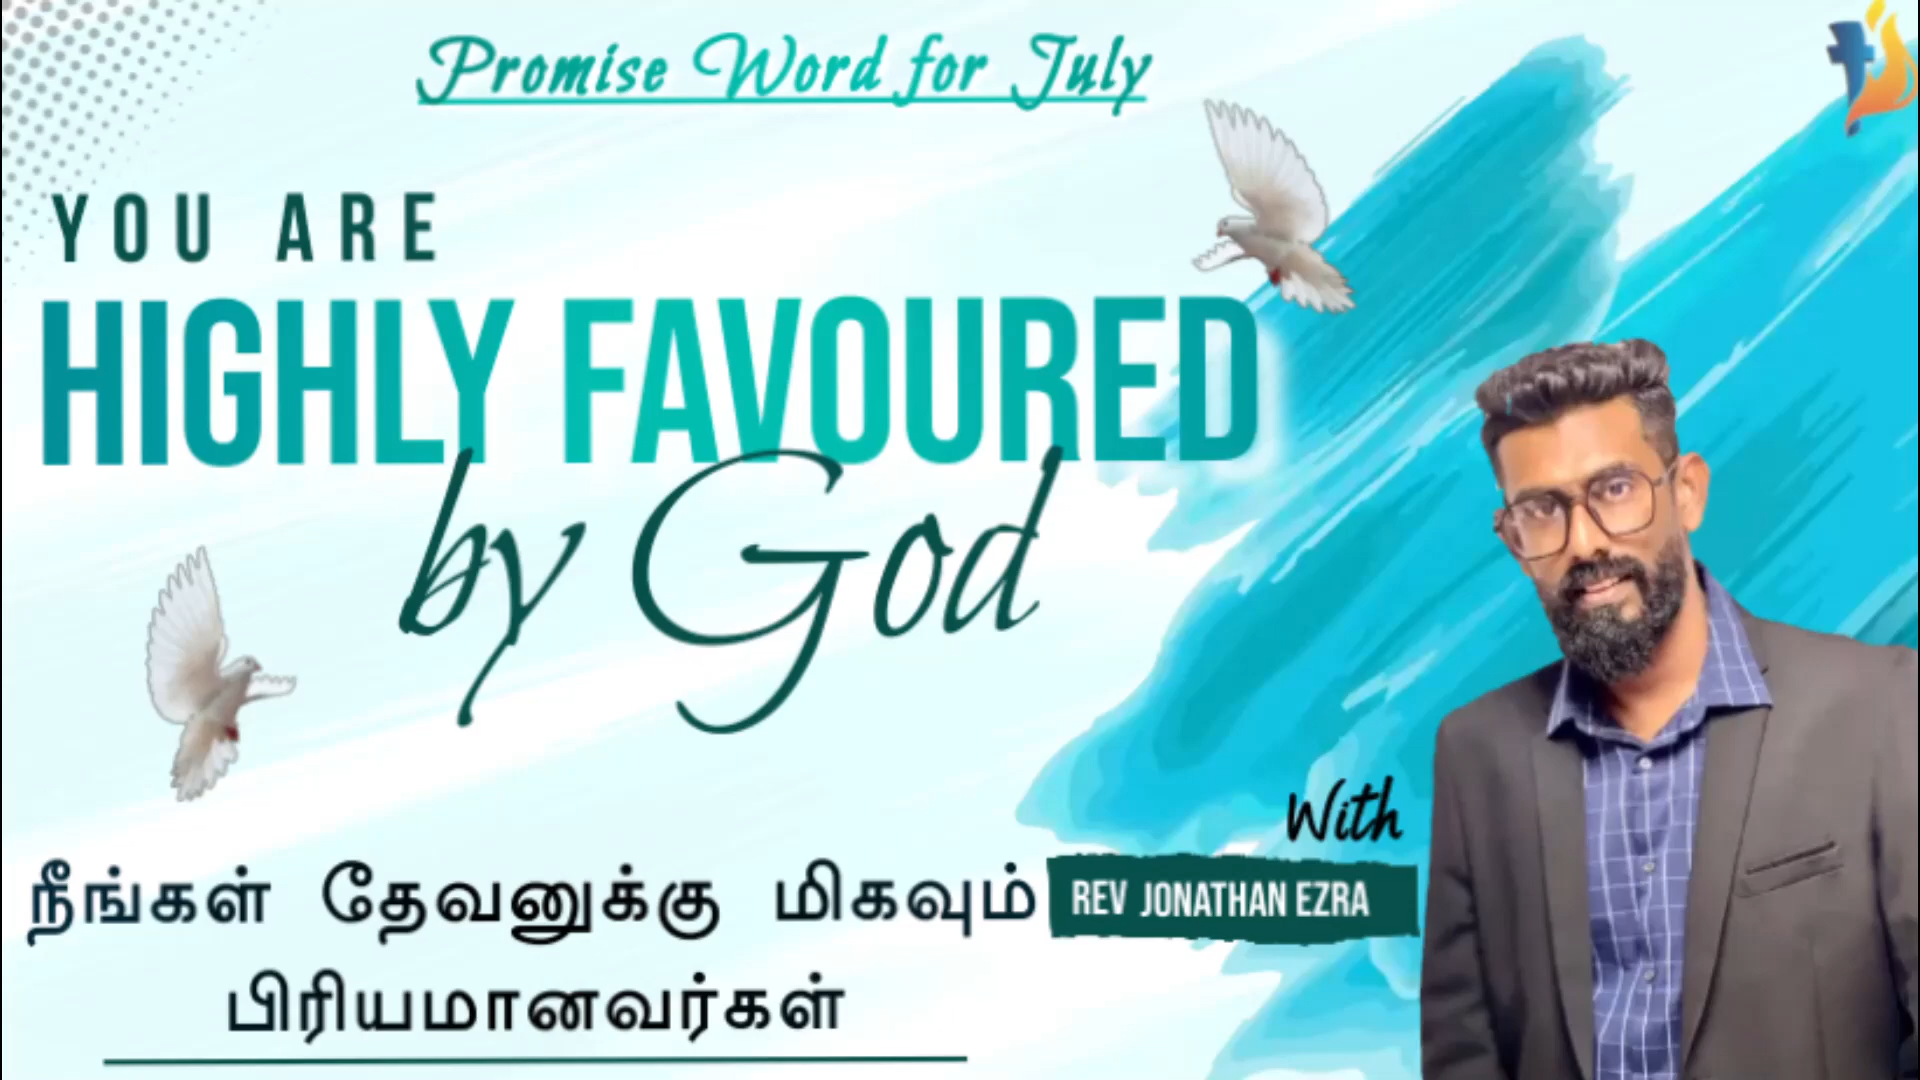 Promise Word for July
YOU ARE
HIGHLY FAVOURED
by God
With
REV JONATHAN EZRA
நீங்கள் தேவனுக்கு மிகவும்
பிரியமானவர்கள்